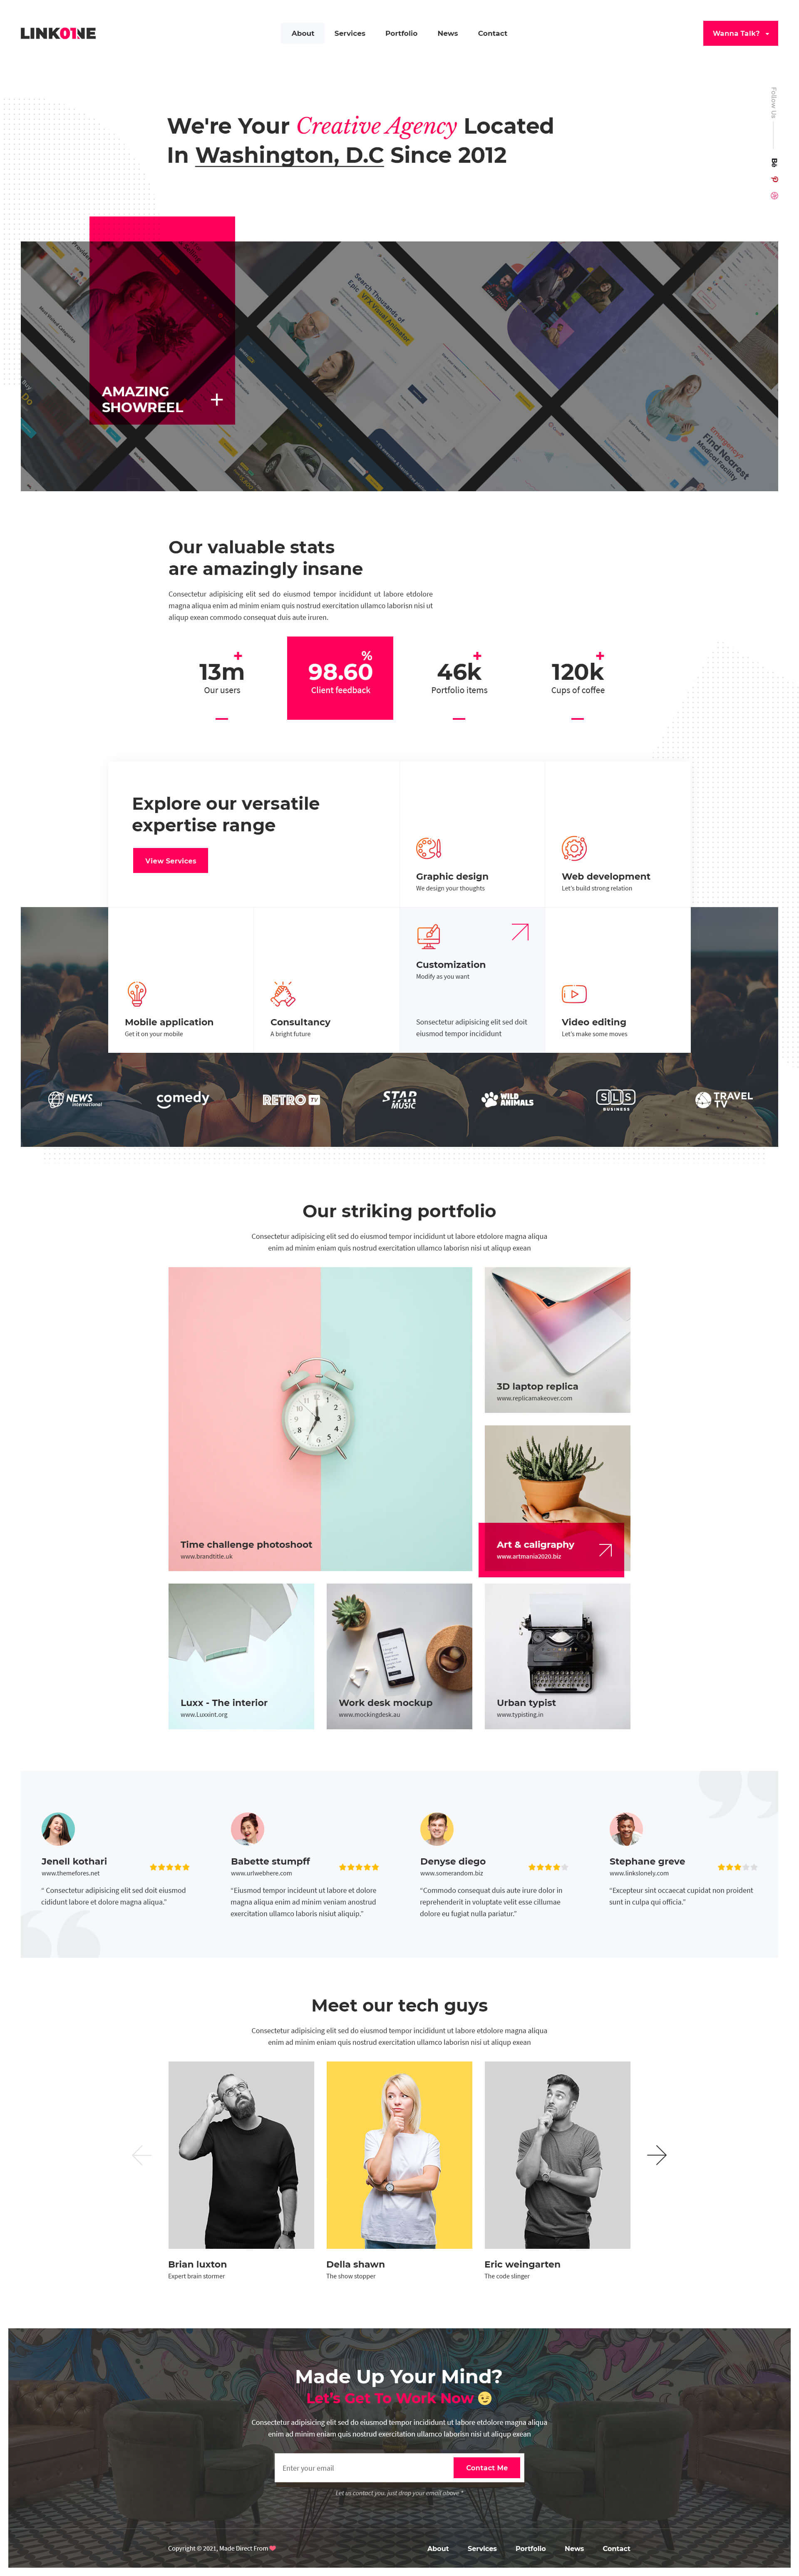 LINK01NE
About Services Portfolio News Contact
Wanna Talk?
Follow Us
Bē
We're Your Creative Agency Located
In Washington, D.C Since 2012
Search Thousands of
Epic VFX Visual Animator
Emergency?
Find Nearest
Medical Facility
AMAZING
SHOWREEL
Our valuable stats
are amazingly insane
Consectetur adipisicing elit sed do eiusmod tempor incididunt ut labore etdolore
magna aliqua enim ad minim eniam quis nostrud exercitation ullamco laborisn nisi ut
aliqup exean commodo consequat duis aute iruren.
13m+
Our users
98.60%
Client feedback
46k+
Portfolio items
120k+
Cups of coffee
Explore our versatile
expertise range
View Services
Graphic design
We design your thoughts
Web development
Let's build strong relation
Mobile application
Get it on your mobile
Consultancy
A bright future
Customization
Modify as you want
Sonsectetur adipisicing elit sed doit
eiusmod tempor incididunt
Video editing
Let's make some moves
NEWS
international
comedy
RETRO TV
STAR
MUSIC
WILD
ANIMALS
SLS
BUSINESS
TRAVEL
TV
Our striking portfolio
Consectetur adipisicing elit sed do eiusmod tempor incididunt ut labore etdolore magna aliqua
enim ad minim eniam quis nostrud exercitation ullamco laborisn nisi ut aliqup exean
Time challenge photoshoot
www.brandtitle.uk
3D laptop replica
www.replicamakeover.com
Art & caligraphy
www.artmania2020.biz
Luxx - The interior
www.Luxxint.org
Work desk mockup
www.mockingdesk.au
Urban typist
www.typisting.in
Jenell kothari
www.themefores.net
" Consectetur adipisicing elit sed doit eiusmod
cididunt labore et dolore magna aliqua."
Babette stumpff
www.urlwebhere.com
"Eiusmod tempor incideunt ut labore et dolore
magna aliqua enim ad minim veniam anostrud
exercitation ullamco laboris nisiut aliquip."
Denyse diego
www.somerandom.biz
"Commodo consequat duis aute irure dolor in
reprehenderit in voluptate velit esse cillumae
dolore eu fugiat nulla pariatur."
Stephane greve
www.linkslonely.com
"Excepteur sint occaecat cupidat non proident
sunt in culpa qui officia."
Meet our tech guys
Consectetur adipisicing elit sed do eiusmod tempor incididunt ut labore etdolore magna aliqua
enim ad minim eniam quis nostrud exercitation ullamco laborisn nisi ut aliqup exean
Brian luxton
Expert brain stormer
Della shawn
The show stopper
Eric weingarten
The code slinger
Made Up Your Mind?
Let's Get To Work Now 😉
Consectetur adipisicing elit sed do eiusmod tempor incididunt ut labore etdolore magna aliqua
enim ad minim eniam quis nostrud exercitation ullamco laborisn nisi ut aliqup exean
Enter your email
Contact Me
Let us contact you, just drop your email above *
Copyright © 2021, Made Direct From ❤
About Services Portfolio News Contact